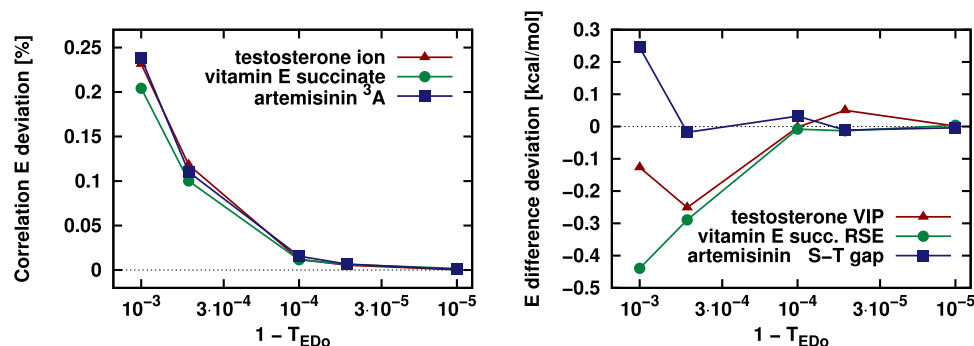 Correlation E deviation [%]
0.25
0.2
0.15
0.1
0.05
0
testosterone ion
vitamin E succinate
artemisinin ³A
10⁻³
3·10⁻⁴
10⁻⁴
3·10⁻⁵
10⁻⁵
1 − T_EDo
E difference deviation [kcal/mol]
0.3
0.2
0.1
0
−0.1
−0.2
−0.3
−0.4
−0.5
testosterone VIP
vitamin E succ. RSE
artemisinin S−T gap
10⁻³
3·10⁻⁴
10⁻⁴
3·10⁻⁵
10⁻⁵
1 − T_EDo